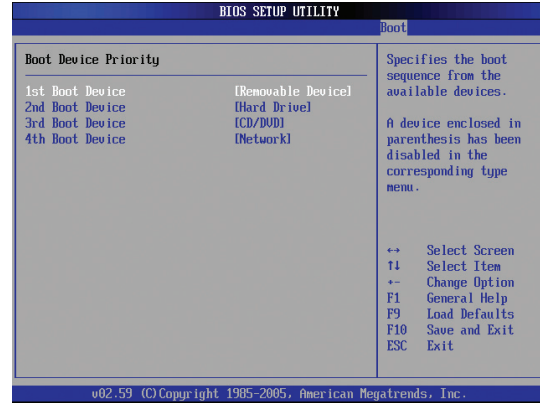 BIOS SETUP UTILITY
Boot
Boot Device Priority
1st Boot Device [Removable Device]
2nd Boot Device [Hard Drive]
3rd Boot Device [CD/DVD]
4th Boot Device [Network]
Specifies the boot
sequence from the
available devices.
A device enclosed in
parenthesis has been
disabled in the
corresponding type
menu.
↔ Select Screen
↑↓ Select Item
+- Change Option
F1 General Help
F9 Load Defaults
F10 Save and Exit
ESC Exit
v02.59 (C)Copyright 1985-2005, American Megatrends, Inc.